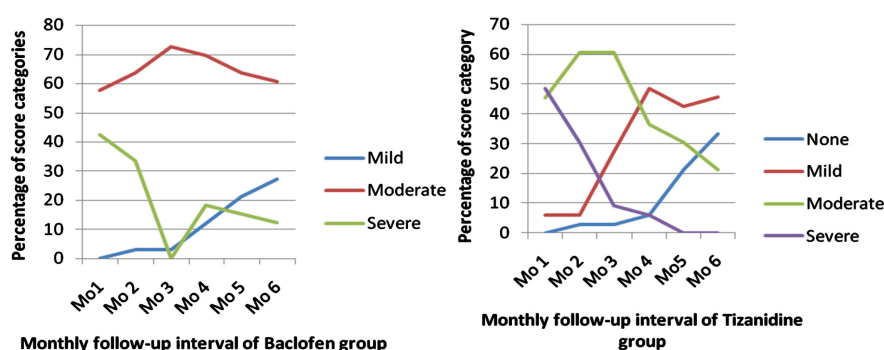 Percentage of score categories
80
70
60
50
40
30
20
10
0
Mo1
Mo 2
Mo 3
Mo 4
Mo 5
Mo 6
Mild
Moderate
Severe
Monthly follow-up interval of Baclofen group
Percentage of score category
70
60
50
40
30
20
10
0
Mo 1
Mo 2
Mo 3
Mo 4
Mo5
Mo 6
None
Mild
Moderate
Severe
Monthly follow-up interval of Tizanidine
group